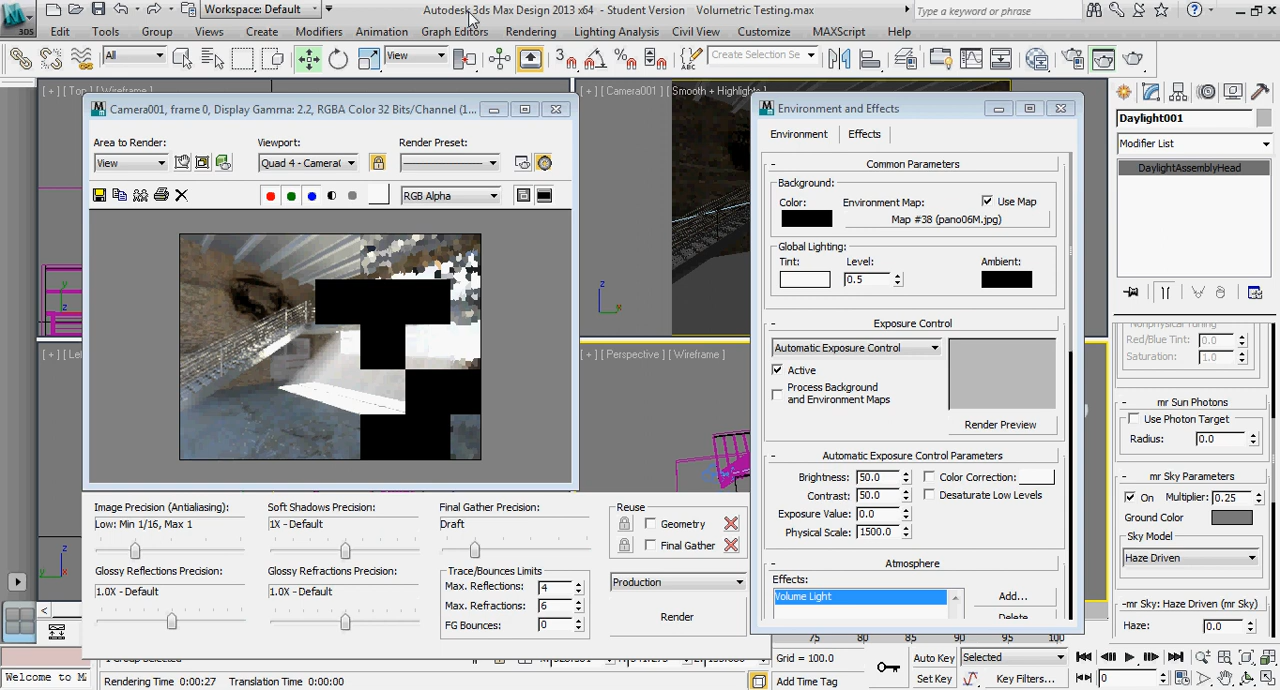 Workspace: Default
Autodesk 3ds Max Design 2013 x64 - Student Version Volumetric Testing.max
Type a keyword or phrase
3DS
Edit Tools Group Views Create Modifiers Animation Graph Editors Rendering Lighting Analysis Civil View Customize MAXScript Help
All
View
Create Selection Se
[ + ] [ Top ] [ Wireframe ]
[ + ] [ Camera001 ] [ Smooth + Highlights ]
Camera001, frame 0, Display Gamma: 2.2, RGBA Color 32 Bits/Channel (1...
Area to Render:
Viewport:
Render Preset:
View
Quad 4 - Camera(
RGB Alpha
Environment and Effects
Environment
Effects
- Common Parameters
Background:
Color:
Environment Map:
Use Map
Map #38 (pano06M.jpg)
Global Lighting:
Tint:
Level:
Ambient:
0.5
- Exposure Control
Automatic Exposure Control
Active
Process Background
and Environment Maps
Render Preview
- Automatic Exposure Control Parameters
Brightness: 50.0
Color Correction:
Contrast: 50.0
Desaturate Low Levels
Exposure Value: 0.0
Physical Scale: 1500.0
- Atmosphere
Effects:
Volume Light
Add...
Delete
Daylight001
Modifier List
DaylightAssemblyHead
Nonphysical Tuning
Red/Blue Tint: 0.0
Saturation: 1.0
- mr Sun Photons
Use Photon Target
Radius: 0.0
- mr Sky Parameters
On Multiplier: 0.25
Ground Color
Sky Model
Haze Driven
-mr Sky: Haze Driven (mr Sky)
Haze: 0.0
[ + ] [ Perspective ] [ Wireframe ]
Image Precision (Antialiasing):
Low: Min 1/16, Max 1
Soft Shadows Precision:
1X - Default
Final Gather Precision:
Draft
Glossy Reflections Precision:
1.0X - Default
Glossy Refractions Precision:
1.0X - Default
Trace/Bounces Limits
Max. Reflections: 4
Max. Refractions: 6
FG Bounces: 0
Reuse
Geometry
Final Gather
Production
Render
75 80 85 90 95 100
Grid = 100.0
Add Time Tag
Auto Key
Selected
Set Key
Key Filters...
0
Welcome to M
Rendering Time 0:00:27 Translation Time 0:00:00